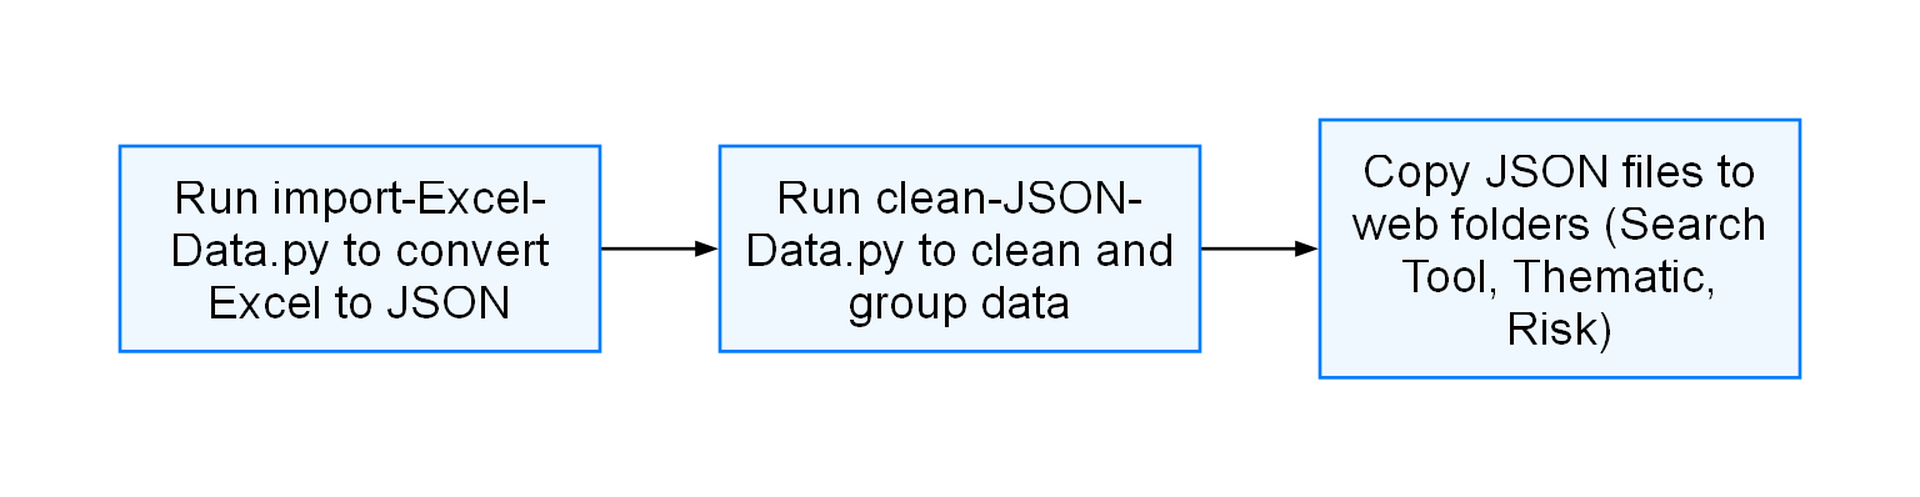 Run import-Excel-
Data.py to convert
Excel to JSON
Run clean-JSON-
Data.py to clean and
group data
Copy JSON files to
web folders (Search
Tool, Thematic,
Risk)